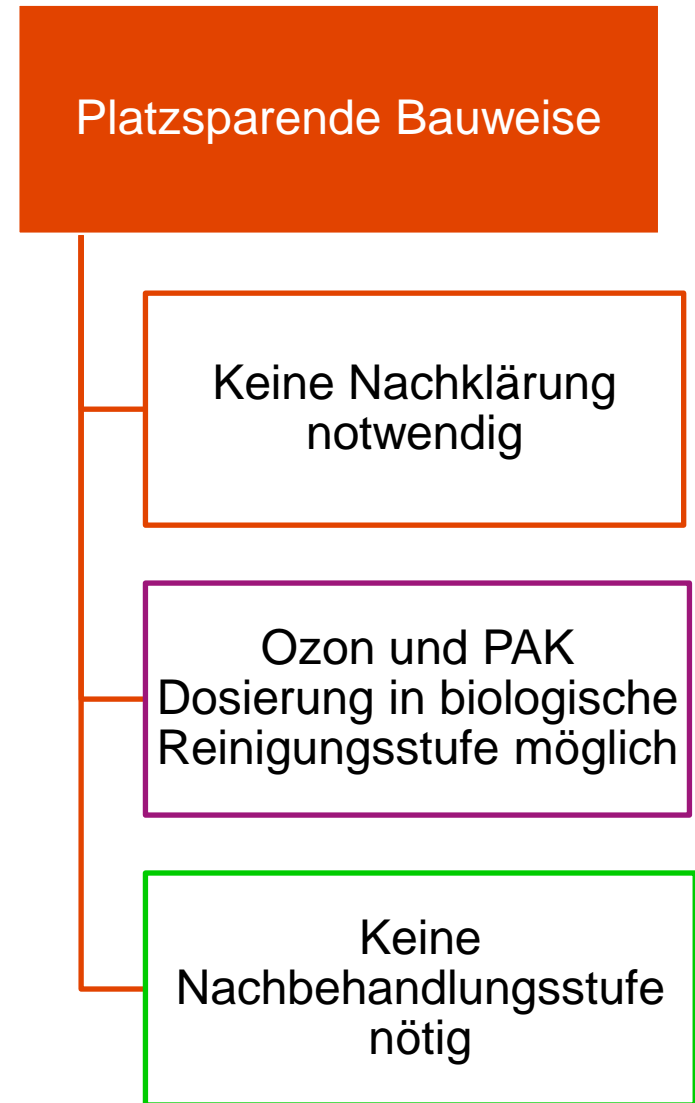 Platzsparende Bauweise
Keine Nachklärung
notwendig
Ozon und PAK
Dosierung in biologische
Reinigungsstufe möglich
Keine
Nachbehandlungsstufe
nötig